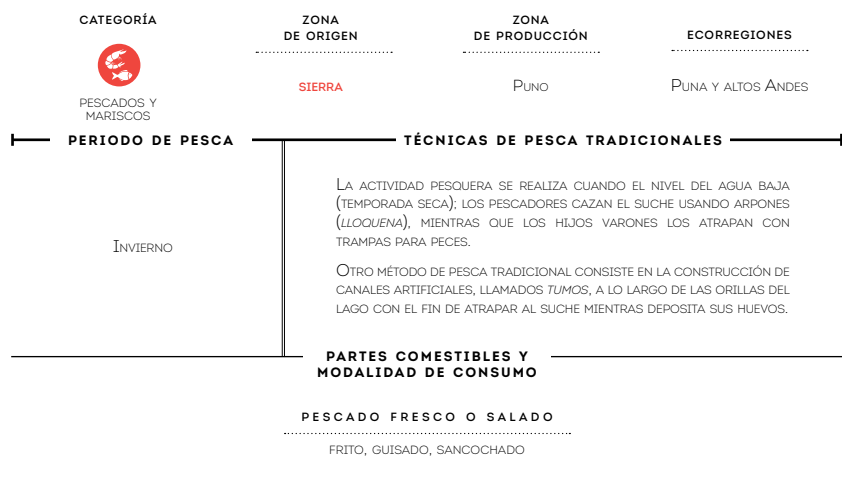 CATEGORÍA
PESCADOS Y
MARISCOS
ZONA
DE ORIGEN
SIERRA
ZONA
DE PRODUCCIÓN
PUNO
ECORREGIONES
PUNA Y ALTOS ANDES
PERIODO DE PESCA
INVIERNO
TÉCNICAS DE PESCA TRADICIONALES
LA ACTIVIDAD PESQUERA SE REALIZA CUANDO EL NIVEL DEL AGUA BAJA
(TEMPORADA SECA); LOS PESCADORES CAZAN EL SUCHE USANDO ARPONES
(LLOQUENA), MIENTRAS QUE LOS HIJOS VARONES LOS ATRAPAN CON
TRAMPAS PARA PECES.
OTRO MÉTODO DE PESCA TRADICIONAL CONSISTE EN LA CONSTRUCCIÓN DE
CANALES ARTIFICIALES, LLAMADOS TUMOS, A LO LARGO DE LAS ORILLAS DEL
LAGO CON EL FIN DE ATRAPAR AL SUCHE MIENTRAS DEPOSITA SUS HUEVOS.
PARTES COMESTIBLES Y
MODALIDAD DE CONSUMO
PESCADO FRESCO O SALADO
FRITO, GUISADO, SANCOCHADO